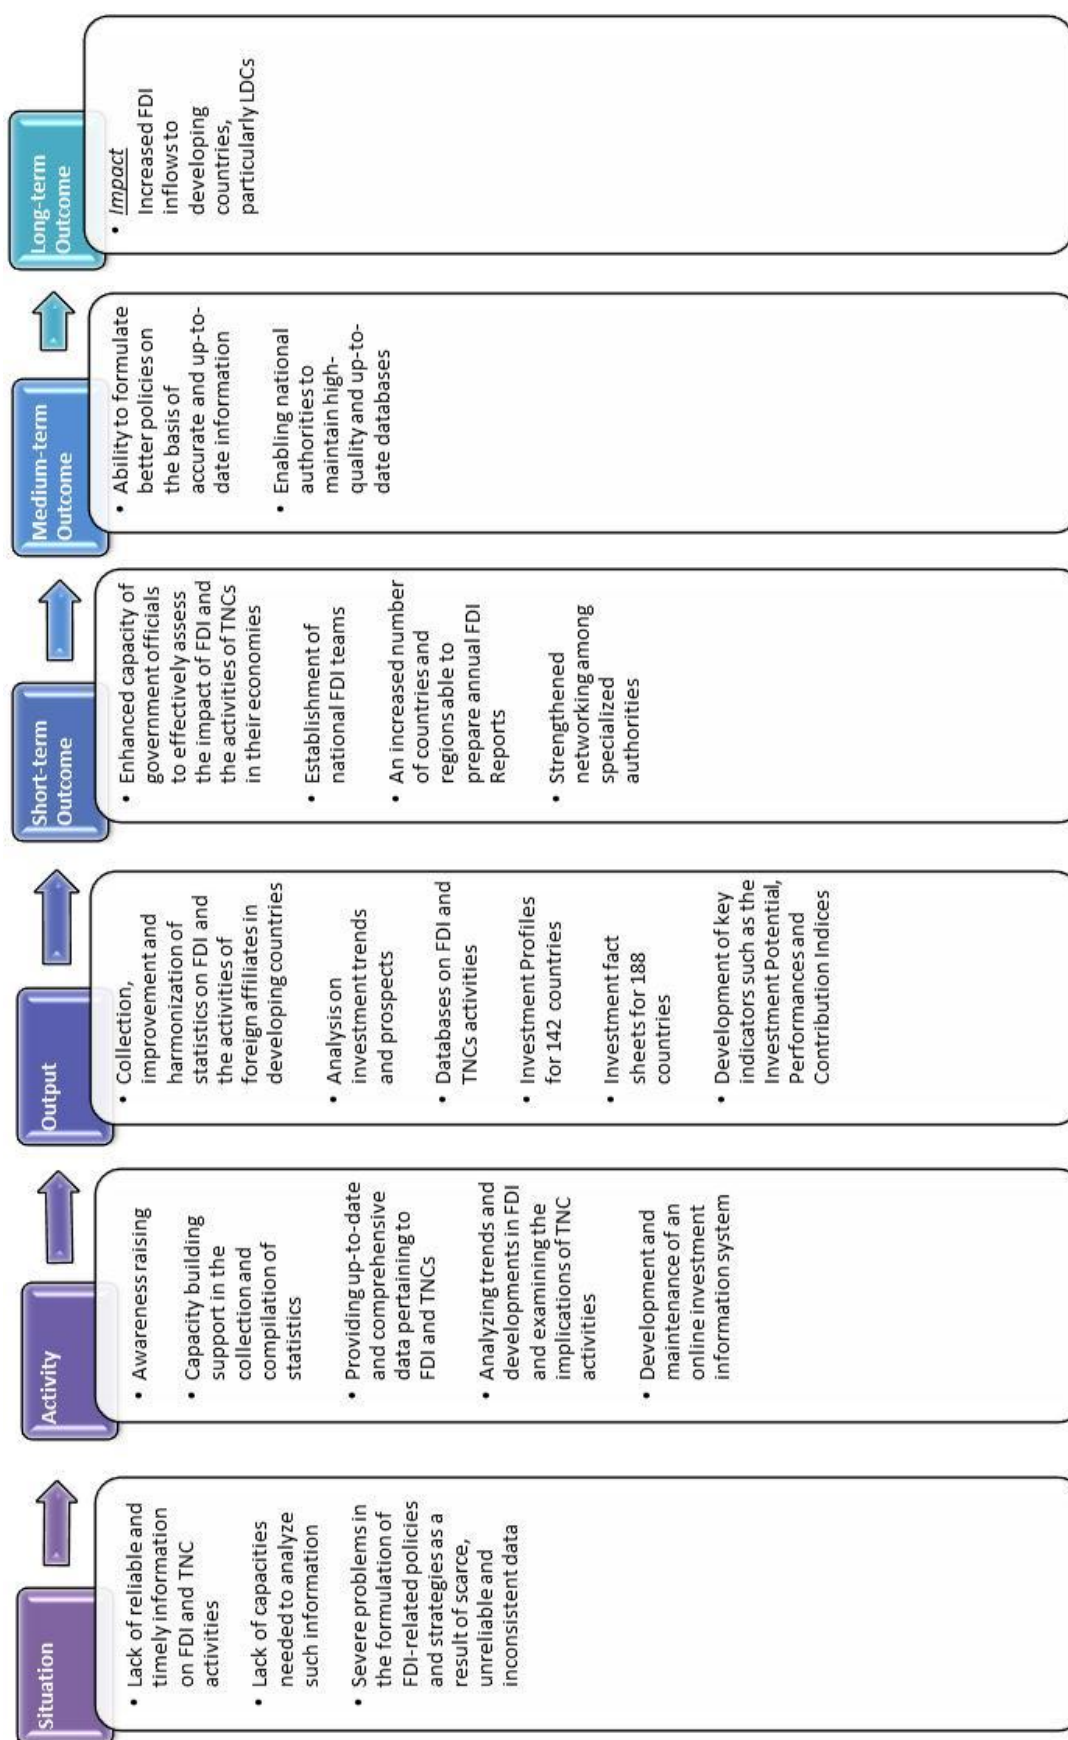 Situation
• Lack of reliable and
timely information
on FDI and TNC
activities
• Lack of capacities
needed to analyze
such information
• Severe problems in
the formulation of
FDI-related policies
and strategies as a
result of scarce,
unreliable and
inconsistent data
Activity
• Awareness raising
• Capacity building
support in the
collection and
compilation of
statistics
• Providing up-to-date
and comprehensive
data pertaining to
FDI and TNCs
• Analyzing trends and
developments in FDI
and examining the
implications of TNC
activities
• Development and
maintenance of an
online investment
information system
Output
• Collection,
improvement and
harmonization of
statistics on FDI and
the activities of
foreign affiliates in
developing countries
• Analysis on
investment trends
and prospects
• Databases on FDI and
TNCs activities
• Investment Profiles
for 142 countries
• Investment fact
sheets for 188
countries
• Development of key
indicators such as the
Investment Potential,
Performances and
Contribution Indices
Short-term
Outcome
• Enhanced capacity of
government officials
to effectively assess
the impact of FDI and
the activities of TNCs
in their economies
• Establishment of
national FDI teams
• An increased number
of countries and
regions able to
prepare annual FDI
Reports
• Strengthened
networking among
specialized
authorities
Medium-term
Outcome
• Ability to formulate
better policies on
the basis of
accurate and up-to-
date information
• Enabling national
authorities to
maintain high-
quality and up-to-
date databases
Long-term
Outcome
• Impact
Increased FDI
inflows to
developing
countries,
particularly LDCs